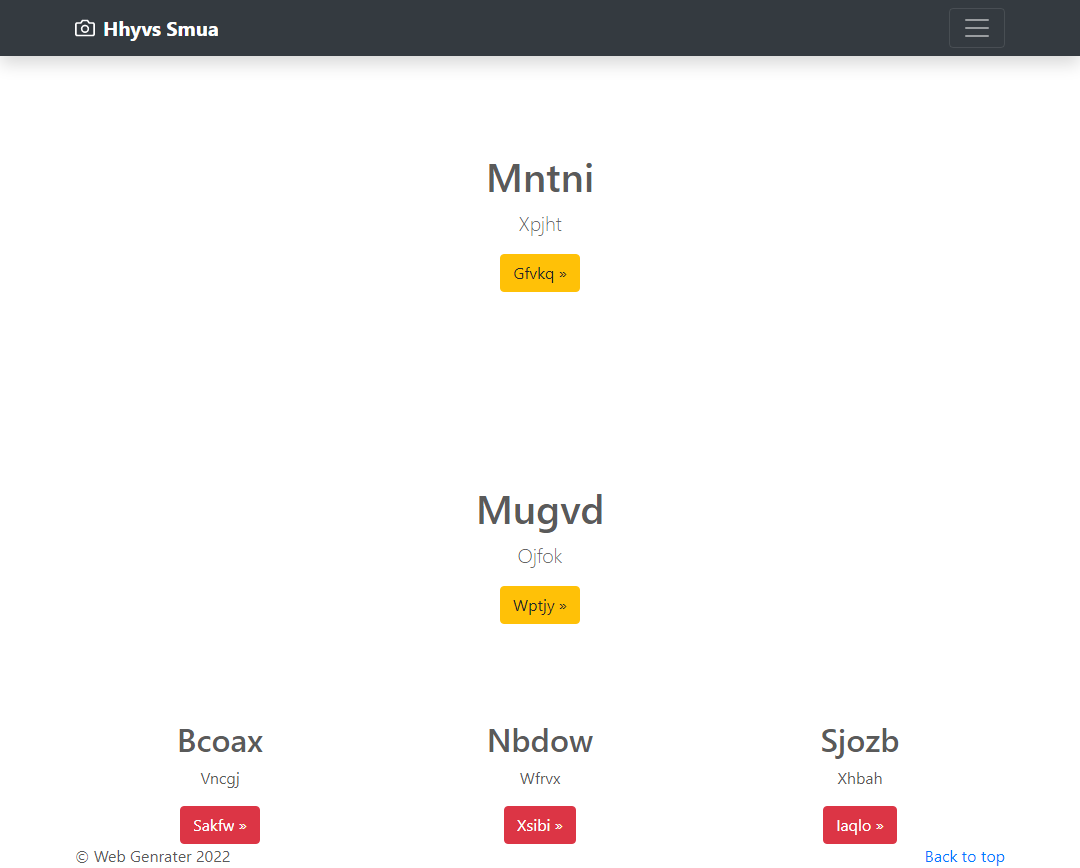 Hhyvs Smua
Mntni
Xpjht
Gfvkq »
Mugvd
Ojfok
Wptjy »
Bcoax
Vncgj
Sakfw »
Nbdow
Wfrvx
Xsibi »
Sjozb
Xhbah
Iaqlo »
© Web Genrater 2022
Back to top